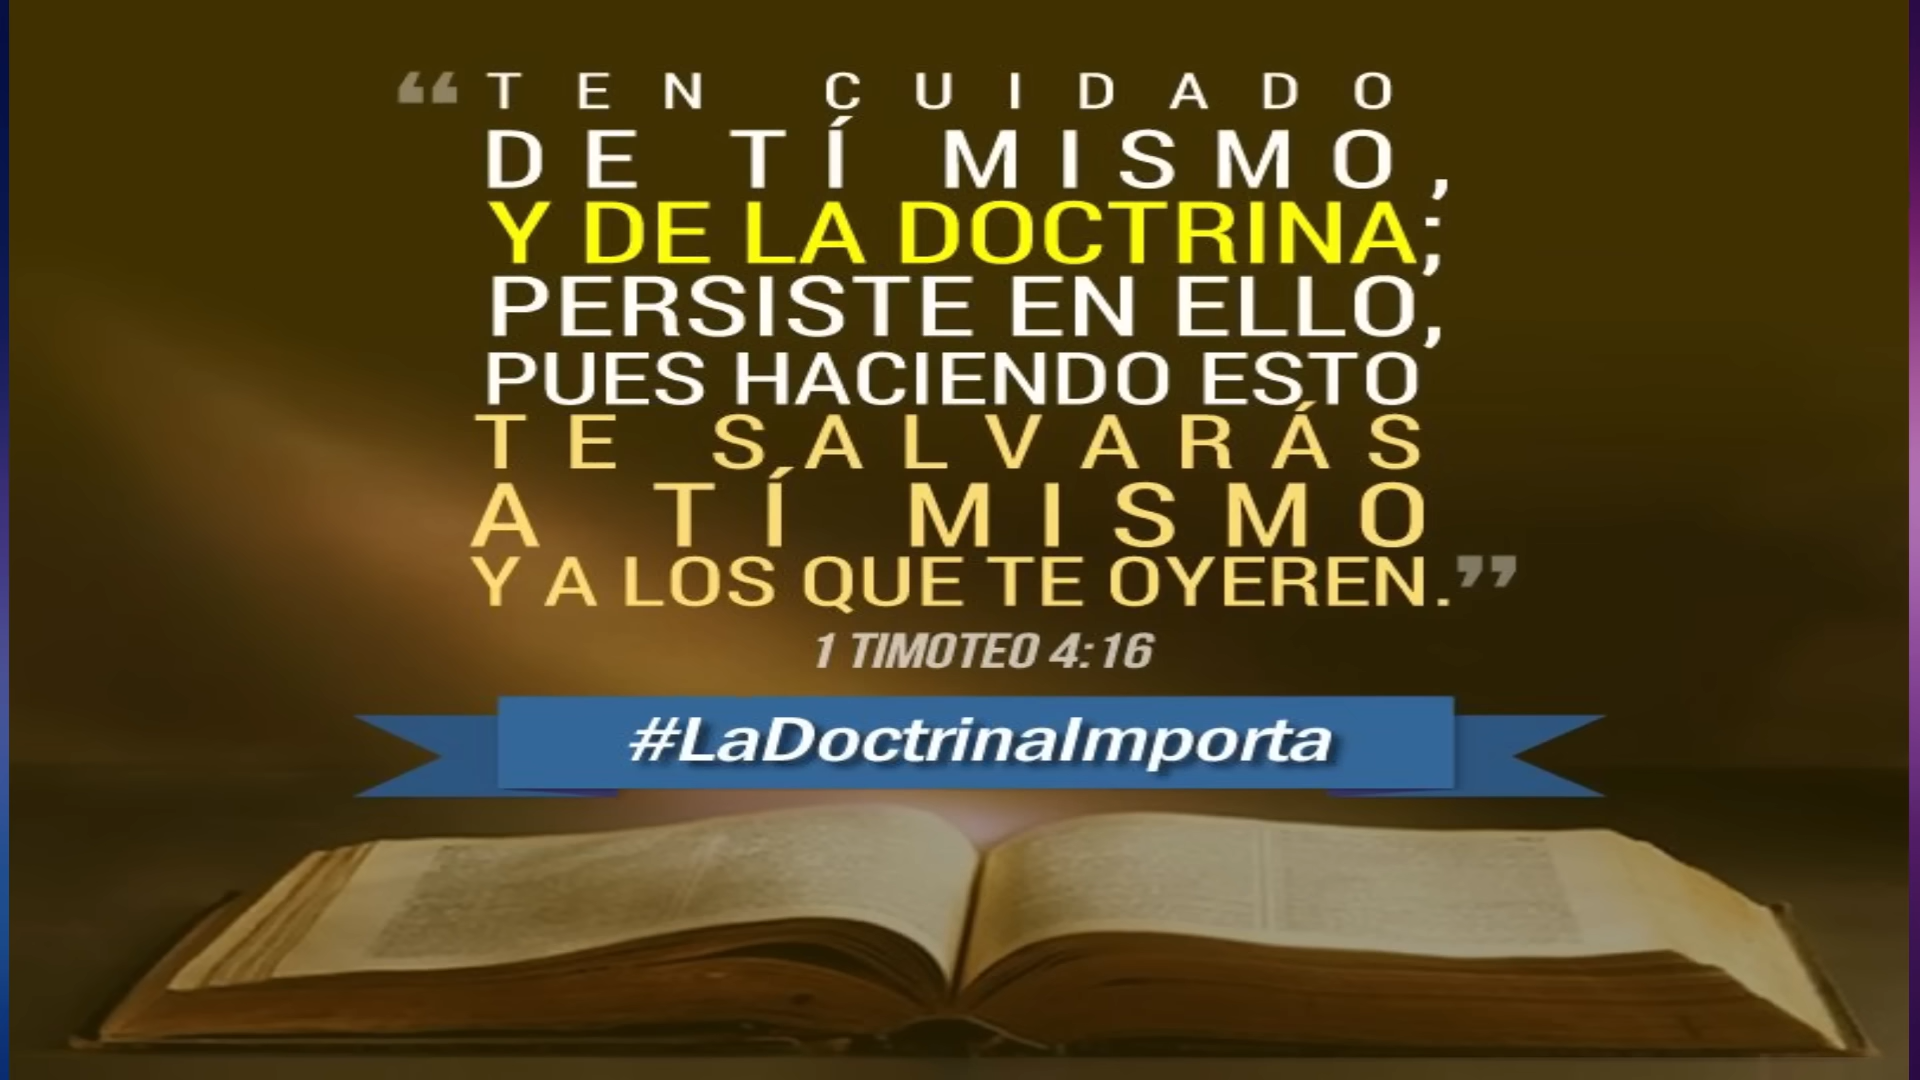 “TEN CUIDADO
DE TÍ MISMO,
Y DE LA DOCTRINA;
PERSISTE EN ELLO,
PUES HACIENDO ESTO
TE SALVARÁS
A TÍ MISMO
Y A LOS QUE TE OYEREN.”
1 TIMOTEO 4:16
#LaDoctrinaImporta